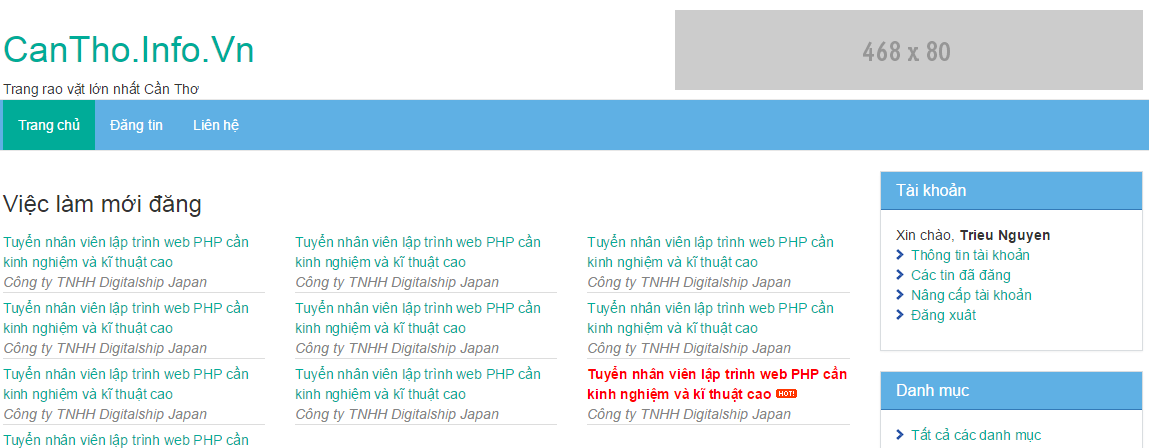 CanTho.Info.Vn
468 x 80
Trang rao vặt lớn nhất Cần Thơ
Trang chủ Đăng tin Liên hệ
Việc làm mới đăng
Tuyển nhân viên lập trình web PHP cần
kinh nghiệm và kĩ thuật cao
Công ty TNHH Digitalship Japan
Tuyển nhân viên lập trình web PHP cần
kinh nghiệm và kĩ thuật cao
Công ty TNHH Digitalship Japan
Tuyển nhân viên lập trình web PHP cần
kinh nghiệm và kĩ thuật cao
Công ty TNHH Digitalship Japan
Tuyển nhân viên lập trình web PHP cần
kinh nghiệm và kĩ thuật cao
Công ty TNHH Digitalship Japan
Tuyển nhân viên lập trình web PHP cần
kinh nghiệm và kĩ thuật cao
Công ty TNHH Digitalship Japan
Tuyển nhân viên lập trình web PHP cần
kinh nghiệm và kĩ thuật cao
Công ty TNHH Digitalship Japan
Tuyển nhân viên lập trình web PHP cần
kinh nghiệm và kĩ thuật cao
Công ty TNHH Digitalship Japan
Tuyển nhân viên lập trình web PHP cần
kinh nghiệm và kĩ thuật cao
Công ty TNHH Digitalship Japan
Tuyển nhân viên lập trình web PHP cần
kinh nghiệm và kĩ thuật cao HOT!
Công ty TNHH Digitalship Japan
Tuyển nhân viên lập trình web PHP cần
Tài khoản
Xin chào, Trieu Nguyen
Thông tin tài khoản
Các tin đã đăng
Nâng cấp tài khoản
Đăng xuât
Danh mục
Tất cả các danh mục